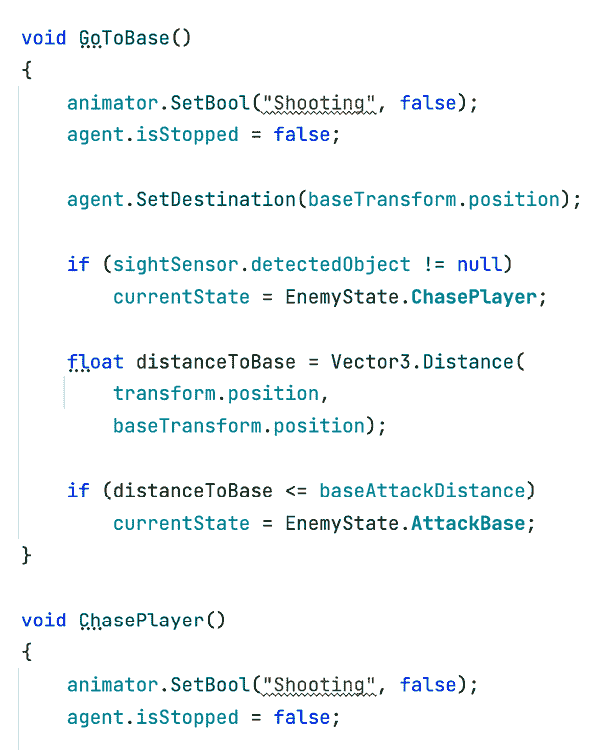 void GoToBase()
{
    animator.SetBool("Shooting", false);
    agent.isStopped = false;

    agent.SetDestination(baseTransform.position);

    if (sightSensor.detectedObject != null)
        currentState = EnemyState.ChasePlayer;

    float distanceToBase = Vector3.Distance(
        transform.position,
        baseTransform.position);

    if (distanceToBase <= baseAttackDistance)
        currentState = EnemyState.AttackBase;
}

void ChasePlayer()
{
    animator.SetBool("Shooting", false);
    agent.isStopped = false;